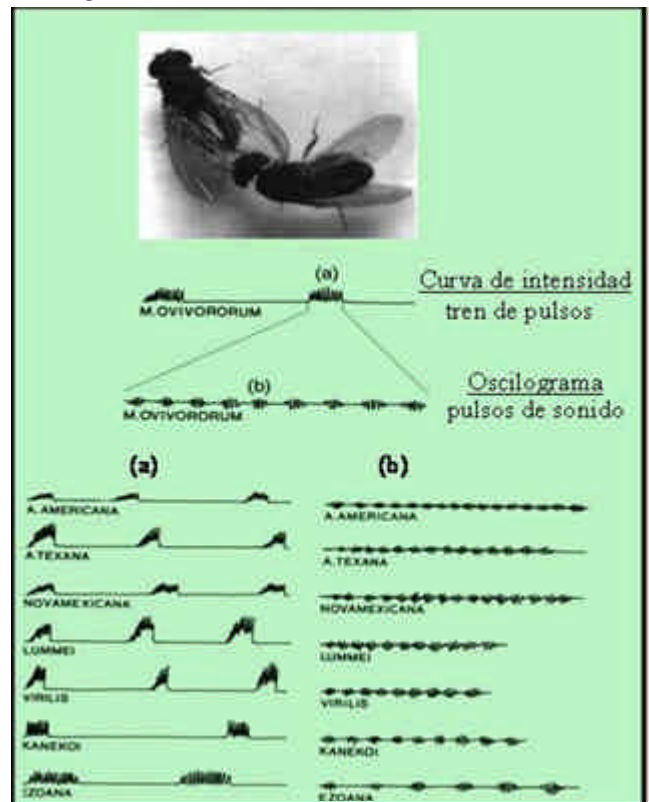 (a)
Curva de intensidad
tren de pulsos
M.OVIVORORUM
(b)
Oscilograma
pulsos de sonido
M.OVIVORORUM
(a)
(b)
A.AMERICANA
A.AMERICANA
A.TEXANA
A.TEXANA
NOVAMEXICANA
NOVAMEXICANA
LUMMEI
LUMMEI
VIRILIS
VIRILIS
KANEKOI
KANEKOI
IZOANA
EZOANA